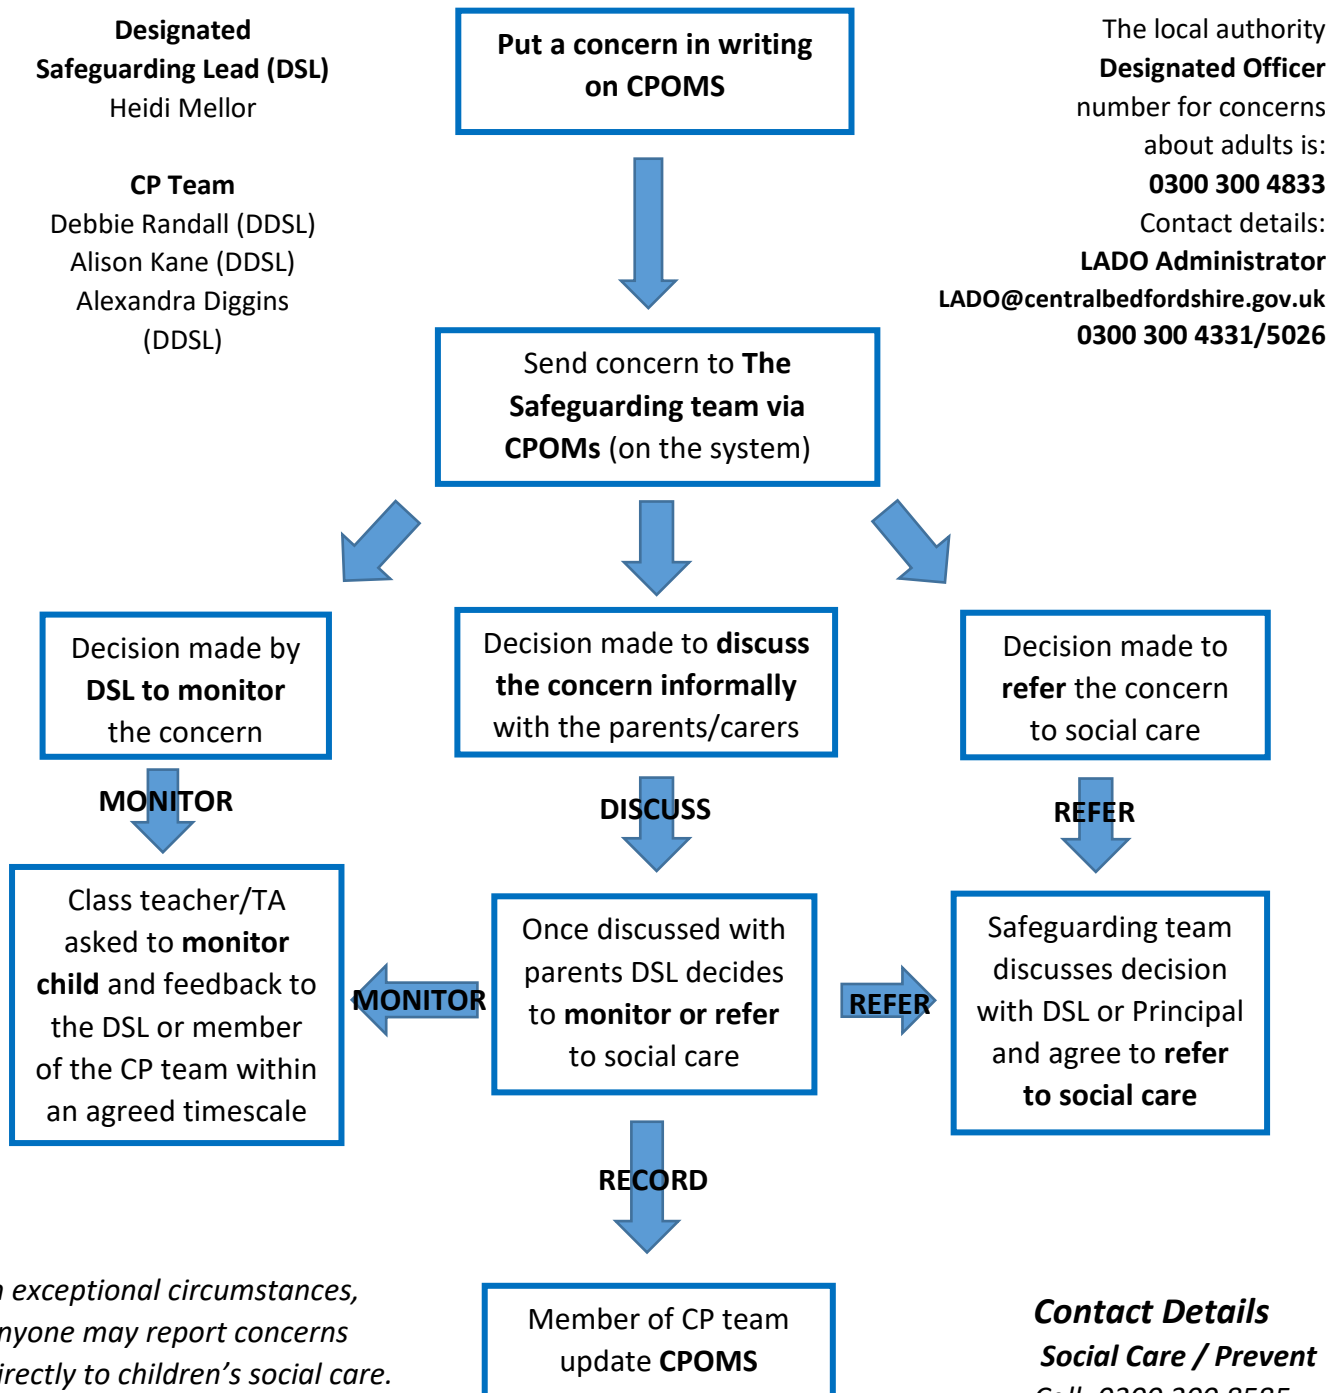 Designated
Safeguarding Lead (DSL)
Heidi Mellor
CP Team
Debbie Randall (DDSL)
Alison Kane (DDSL)
Alexandra Diggins
(DDSL)
Put a concern in writing
on CPOMS
The local authority
Designated Officer
number for concerns
about adults is:
0300 300 4833
Contact details:
LADO Administrator
LADO@centralbedfordshire.gov.uk
0300 300 4331/5026
Send concern to The
Safeguarding team via
CPOMs (on the system)
Decision made by
DSL to monitor
the concern
Decision made to discuss
the concern informally
with the parents/carers
Decision made to
refer the concern
to social care
MONITOR
DISCUSS
REFER
Class teacher/TA
asked to monitor
child and feedback to
the DSL or member
of the CP team within
an agreed timescale
MONITOR
Once discussed with
parents DSL decides
to monitor or refer
to social care
REFER
Safeguarding team
discusses decision
with DSL or Principal
and agree to refer
to social care
RECORD
n exceptional circumstances,
nyone may report concerns
irectly to children's social care.
Member of CP team
update CPOMS
Contact Details
Social Care / Prevent
Call: 0300 300 8585